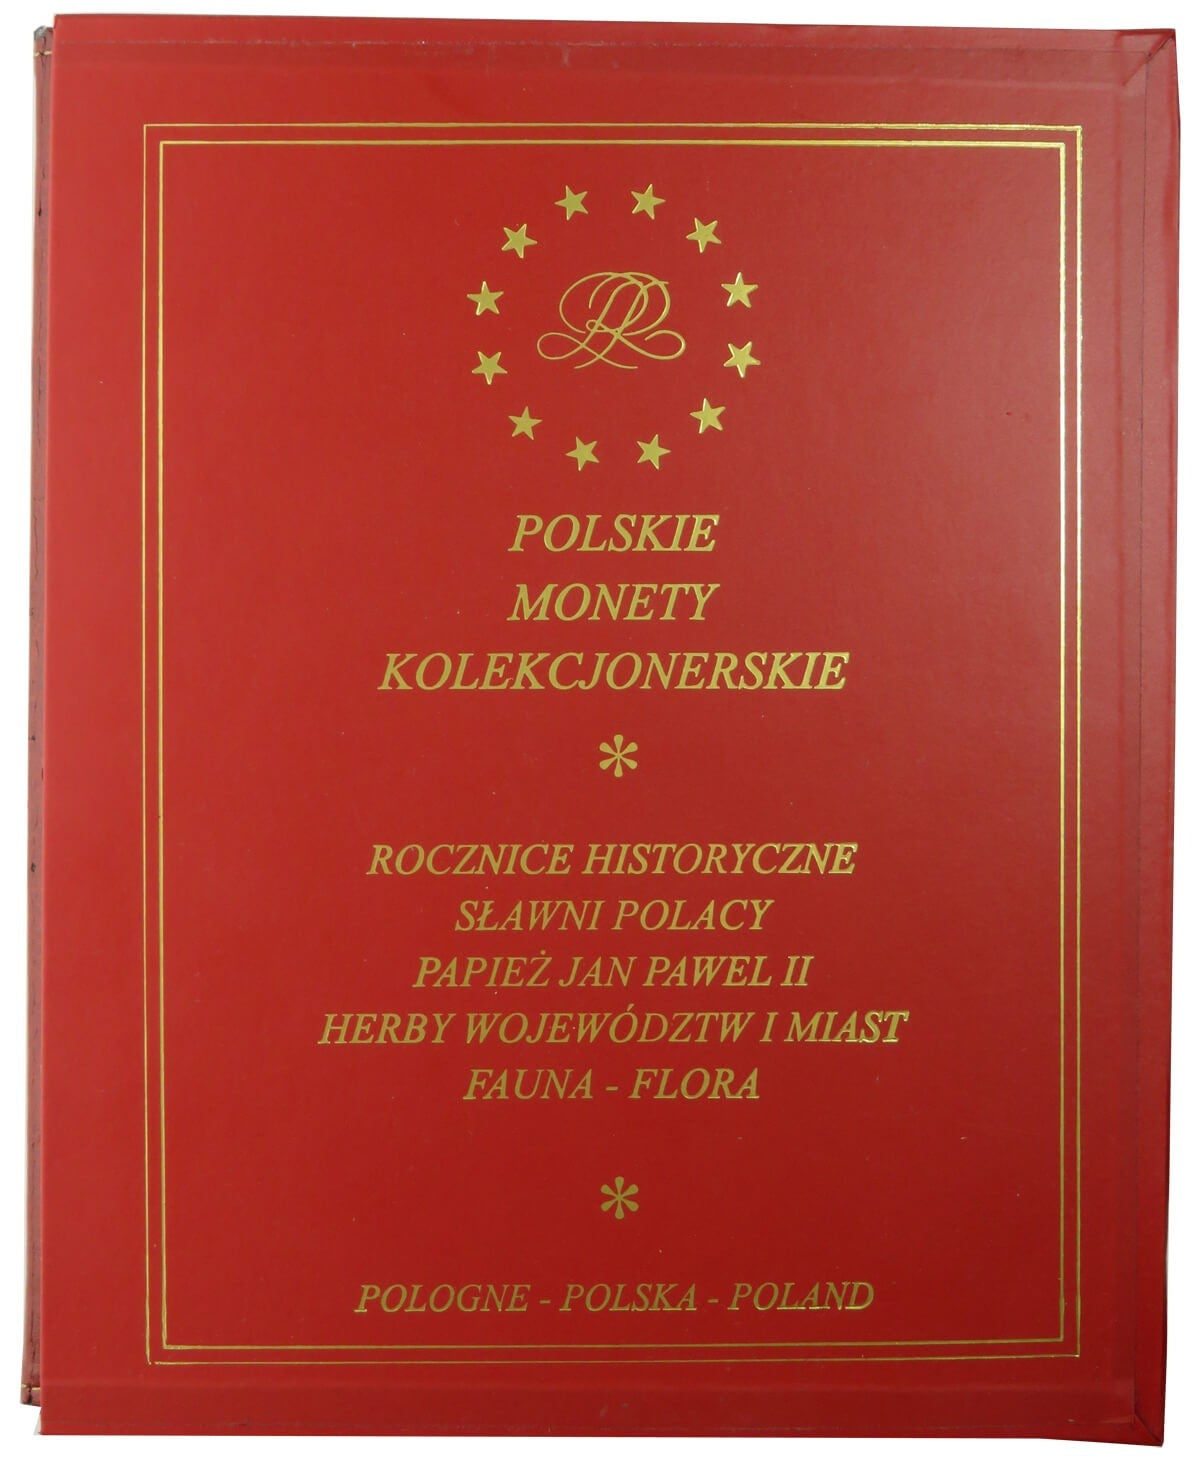 POLSKIE
MONETY
KOLEKCJONERSKIE
*
ROCZNICE HISTORYCZNE
SŁAWNI POLACY
PAPIEŻ JAN PAWEL II
HERBY WOJEWÓDZTW I MIAST
FAUNA - FLORA
*
POLOGNE - POLSKA - POLAND